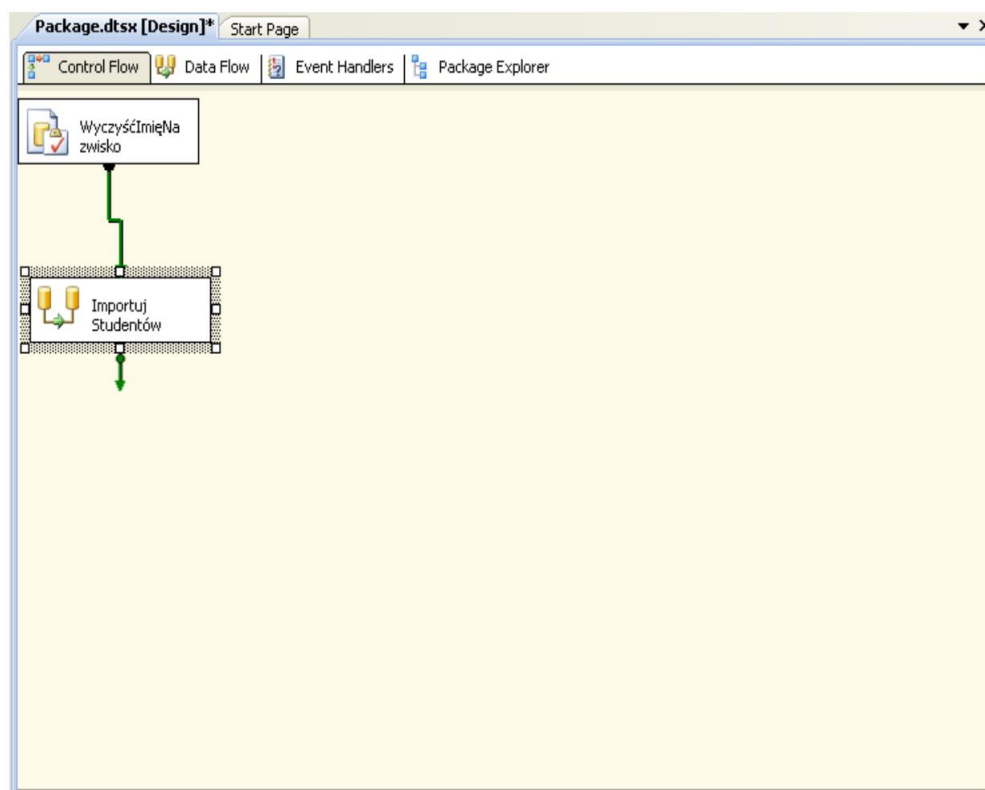 Package.dtsx [Design]* Start Page
Control Flow Data Flow Event Handlers Package Explorer
WyczyśćImięNa
zwisko
Importuj
Studentów